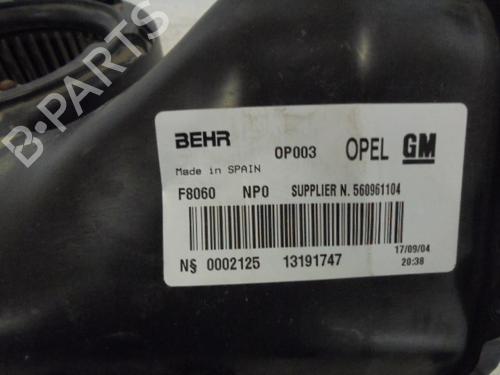 B-PARTS
BEHR OP003 OPEL GM
Made in SPAIN
F8060 NP0 SUPPLIER N. 560961104
N§ 0002125 13191747
17/09/04
20:38